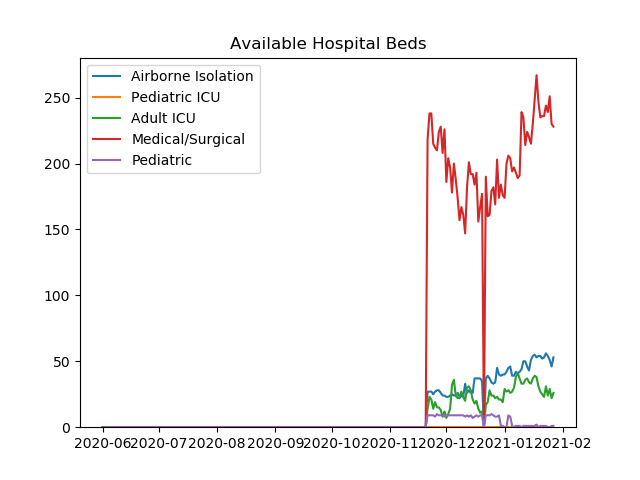 Available Hospital Beds
Airborne Isolation
Pediatric ICU
Adult ICU
Medical/Surgical
Pediatric
250
200
150
100
50
0
2020-06 2020-07 2020-08 2020-09 2020-10 2020-11 2020-12 2021-01 2021-02